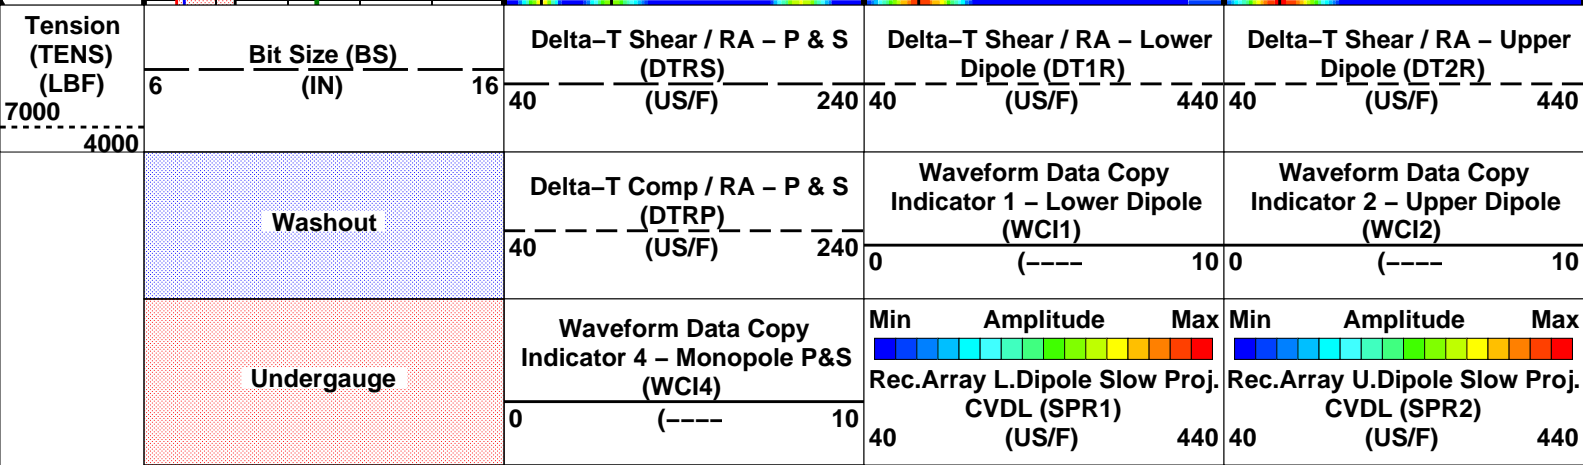 Tension
(TENS)
(LBF)
7000
4000
Bit Size (BS)
6 (IN) 16
Delta–T Shear / RA – P & S
(DTRS)
40 (US/F) 240
Delta–T Shear / RA – Lower
Dipole (DT1R)
40 (US/F) 440
Delta–T Shear / RA – Upper
Dipole (DT2R)
40 (US/F) 440
Washout
Delta–T Comp / RA – P & S
(DTRP)
40 (US/F) 240
Waveform Data Copy
Indicator 1 – Lower Dipole
(WCI1)
0 (–––– 10
Waveform Data Copy
Indicator 2 – Upper Dipole
(WCI2)
0 (–––– 10
Undergauge
Waveform Data Copy
Indicator 4 – Monopole P&S
(WCI4)
0 (–––– 10
Min Amplitude Max
Rec.Array L.Dipole Slow Proj.
CVDL (SPR1)
40 (US/F) 440
Min Amplitude Max
Rec.Array U.Dipole Slow Proj.
CVDL (SPR2)
40 (US/F) 440